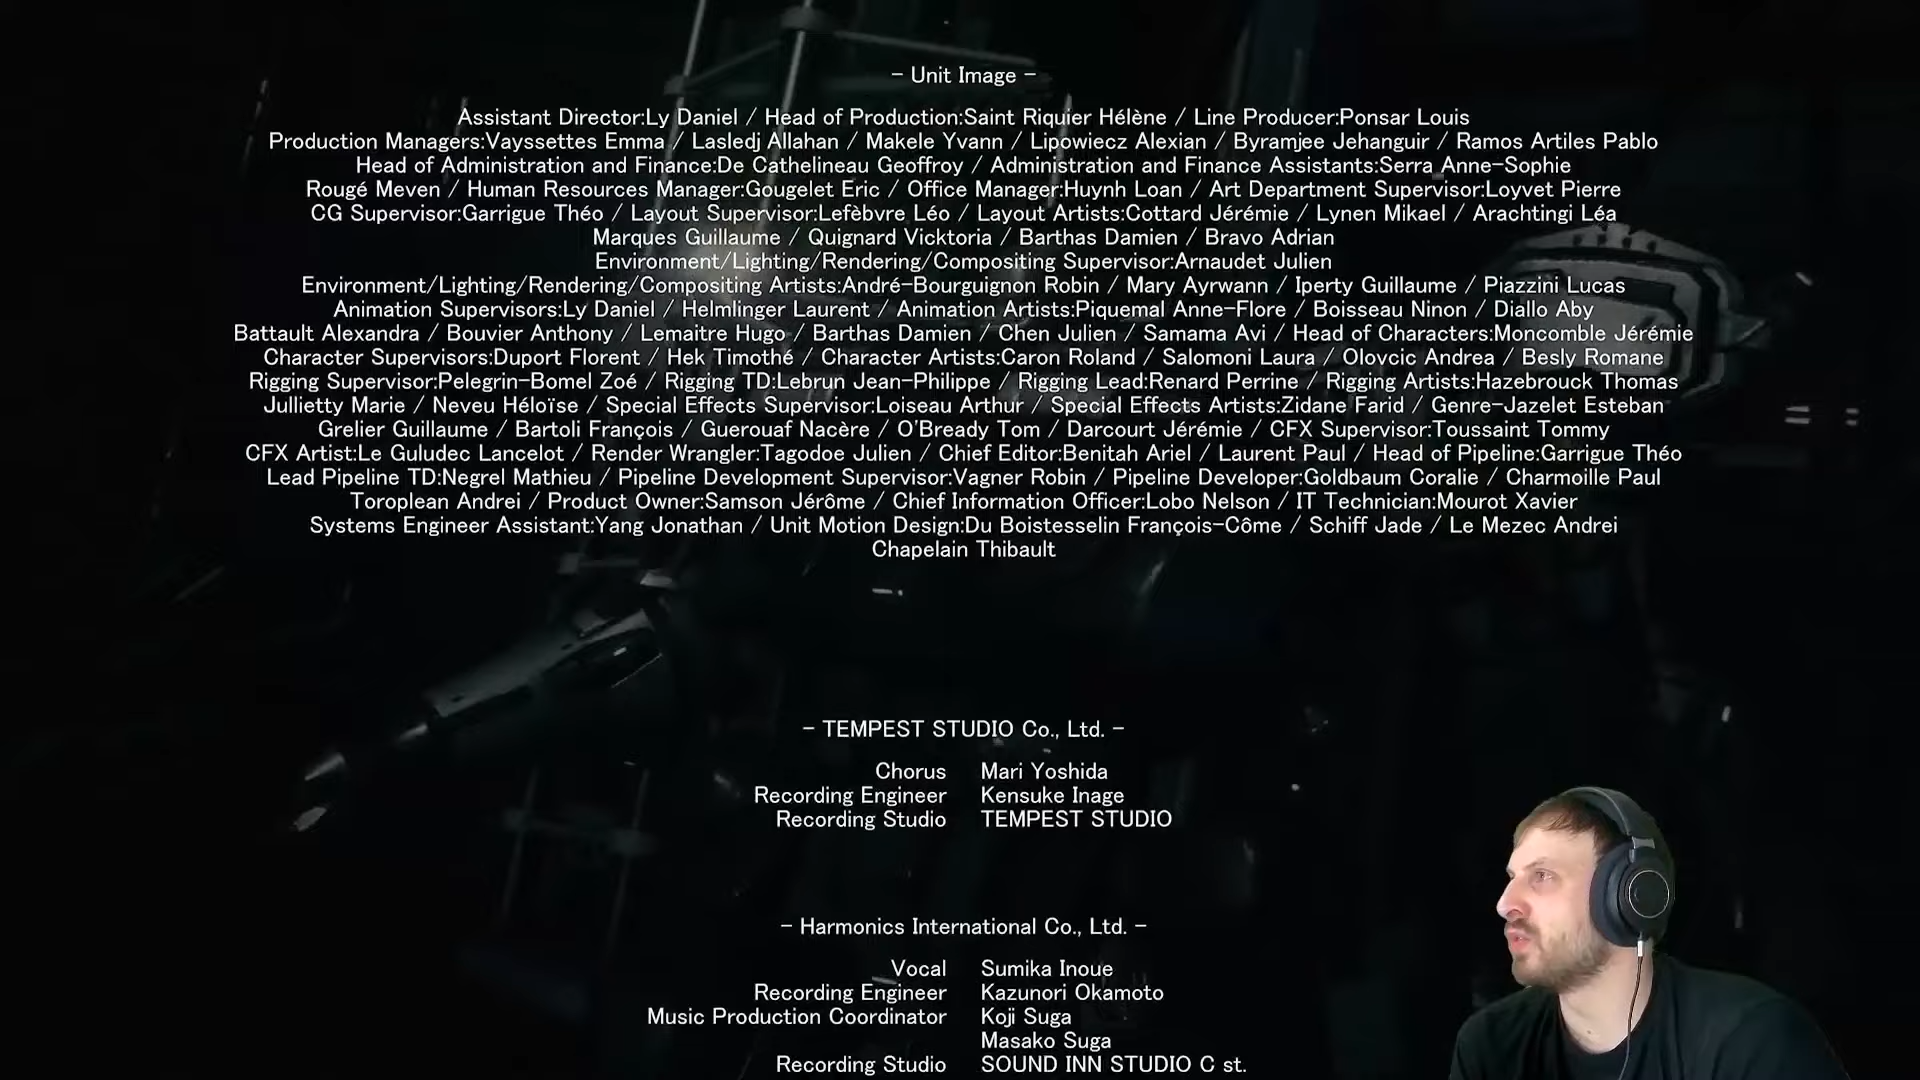 - Unit Image -
Assistant Director:Ly Daniel / Head of Production:Saint Riquier Hélène / Line Producer:Ponsar Louis
Production Managers:Vayssettes Emma / Lasledj Allahan / Makele Yvann / Lipowiecz Alexian / Byramjee Jehanguir / Ramos Artiles Pablo
Head of Administration and Finance:De Cathelineau Geoffroy / Administration and Finance Assistants:Serra Anne-Sophie
Rougé Meven / Human Resources Manager:Gougelet Eric / Office Manager:Huynh Loan / Art Department Supervisor:Loyvet Pierre
CG Supervisor:Garrigue Théo / Layout Supervisor:Lefèbvre Léo / Layout Artists:Cottard Jérémie / Lynen Mikael / Arachtingi Léa
Marques Guillaume / Quignard Vicktoria / Barthas Damien / Bravo Adrian
Environment/Lighting/Rendering/Compositing Supervisor:Arnaudet Julien
Environment/Lighting/Rendering/Compositing Artists:André-Bourguignon Robin / Mary Ayrwann / Iperty Guillaume / Piazzini Lucas
Animation Supervisors:Ly Daniel / Helmlinger Laurent / Animation Artists:Piquemal Anne-Flore / Boisseau Ninon / Diallo Aby
Battault Alexandra / Bouvier Anthony / Lemaitre Hugo / Barthas Damien / Chen Julien / Samama Avi / Head of Characters:Moncomble Jérémie
Character Supervisors:Duport Florent / Hek Timothé / Character Artists:Caron Roland / Salomoni Laura / Olovcic Andrea / Besly Romane
Rigging Supervisor:Pelegrin-Bomel Zoé / Rigging TD:Lebrun Jean-Philippe / Rigging Lead:Renard Perrine / Rigging Artists:Hazebrouck Thomas
Jullietty Marie / Neveu Héloïse / Special Effects Supervisor:Loiseau Arthur / Special Effects Artists:Zidane Farid / Genre-Jazelet Esteban
Grelier Guillaume / Bartoli François / Guerouaf Nacère / O'Bready Tom / Darcourt Jérémie / CFX Supervisor:Toussaint Tommy
CFX Artist:Le Guludec Lancelot / Render Wrangler:Tagodoe Julien / Chief Editor:Benitah Ariel / Laurent Paul / Head of Pipeline:Garrigue Théo
Lead Pipeline TD:Negrel Mathieu / Pipeline Development Supervisor:Vagner Robin / Pipeline Developer:Goldbaum Coralie / Charmoille Paul
Toroplean Andrei / Product Owner:Samson Jérôme / Chief Information Officer:Lobo Nelson / IT Technician:Mourot Xavier
Systems Engineer Assistant:Yang Jonathan / Unit Motion Design:Du Boistesselin François-Côme / Schiff Jade / Le Mezec Andrei
Chapelain Thibault
- TEMPEST STUDIO Co., Ltd. -
Chorus Mari Yoshida
Recording Engineer Kensuke Inage
Recording Studio TEMPEST STUDIO
- Harmonics International Co., Ltd. -
Vocal Sumika Inoue
Recording Engineer Kazunori Okamoto
Music Production Coordinator Koji Suga
Masako Suga
Recording Studio SOUND INN STUDIO C st.